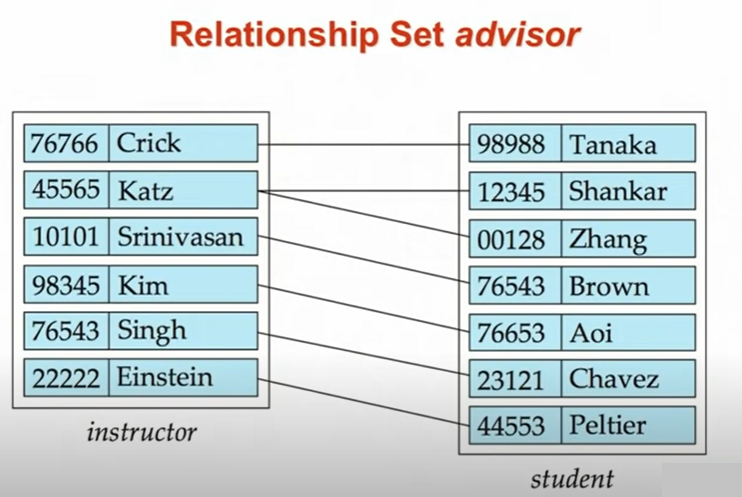 Relationship Set advisor
76766 Crick
45565 Katz
10101 Srinivasan
98345 Kim
76543 Singh
22222 Einstein
instructor
98988 Tanaka
12345 Shankar
00128 Zhang
76543 Brown
76653 Aoi
23121 Chavez
44553 Peltier
student